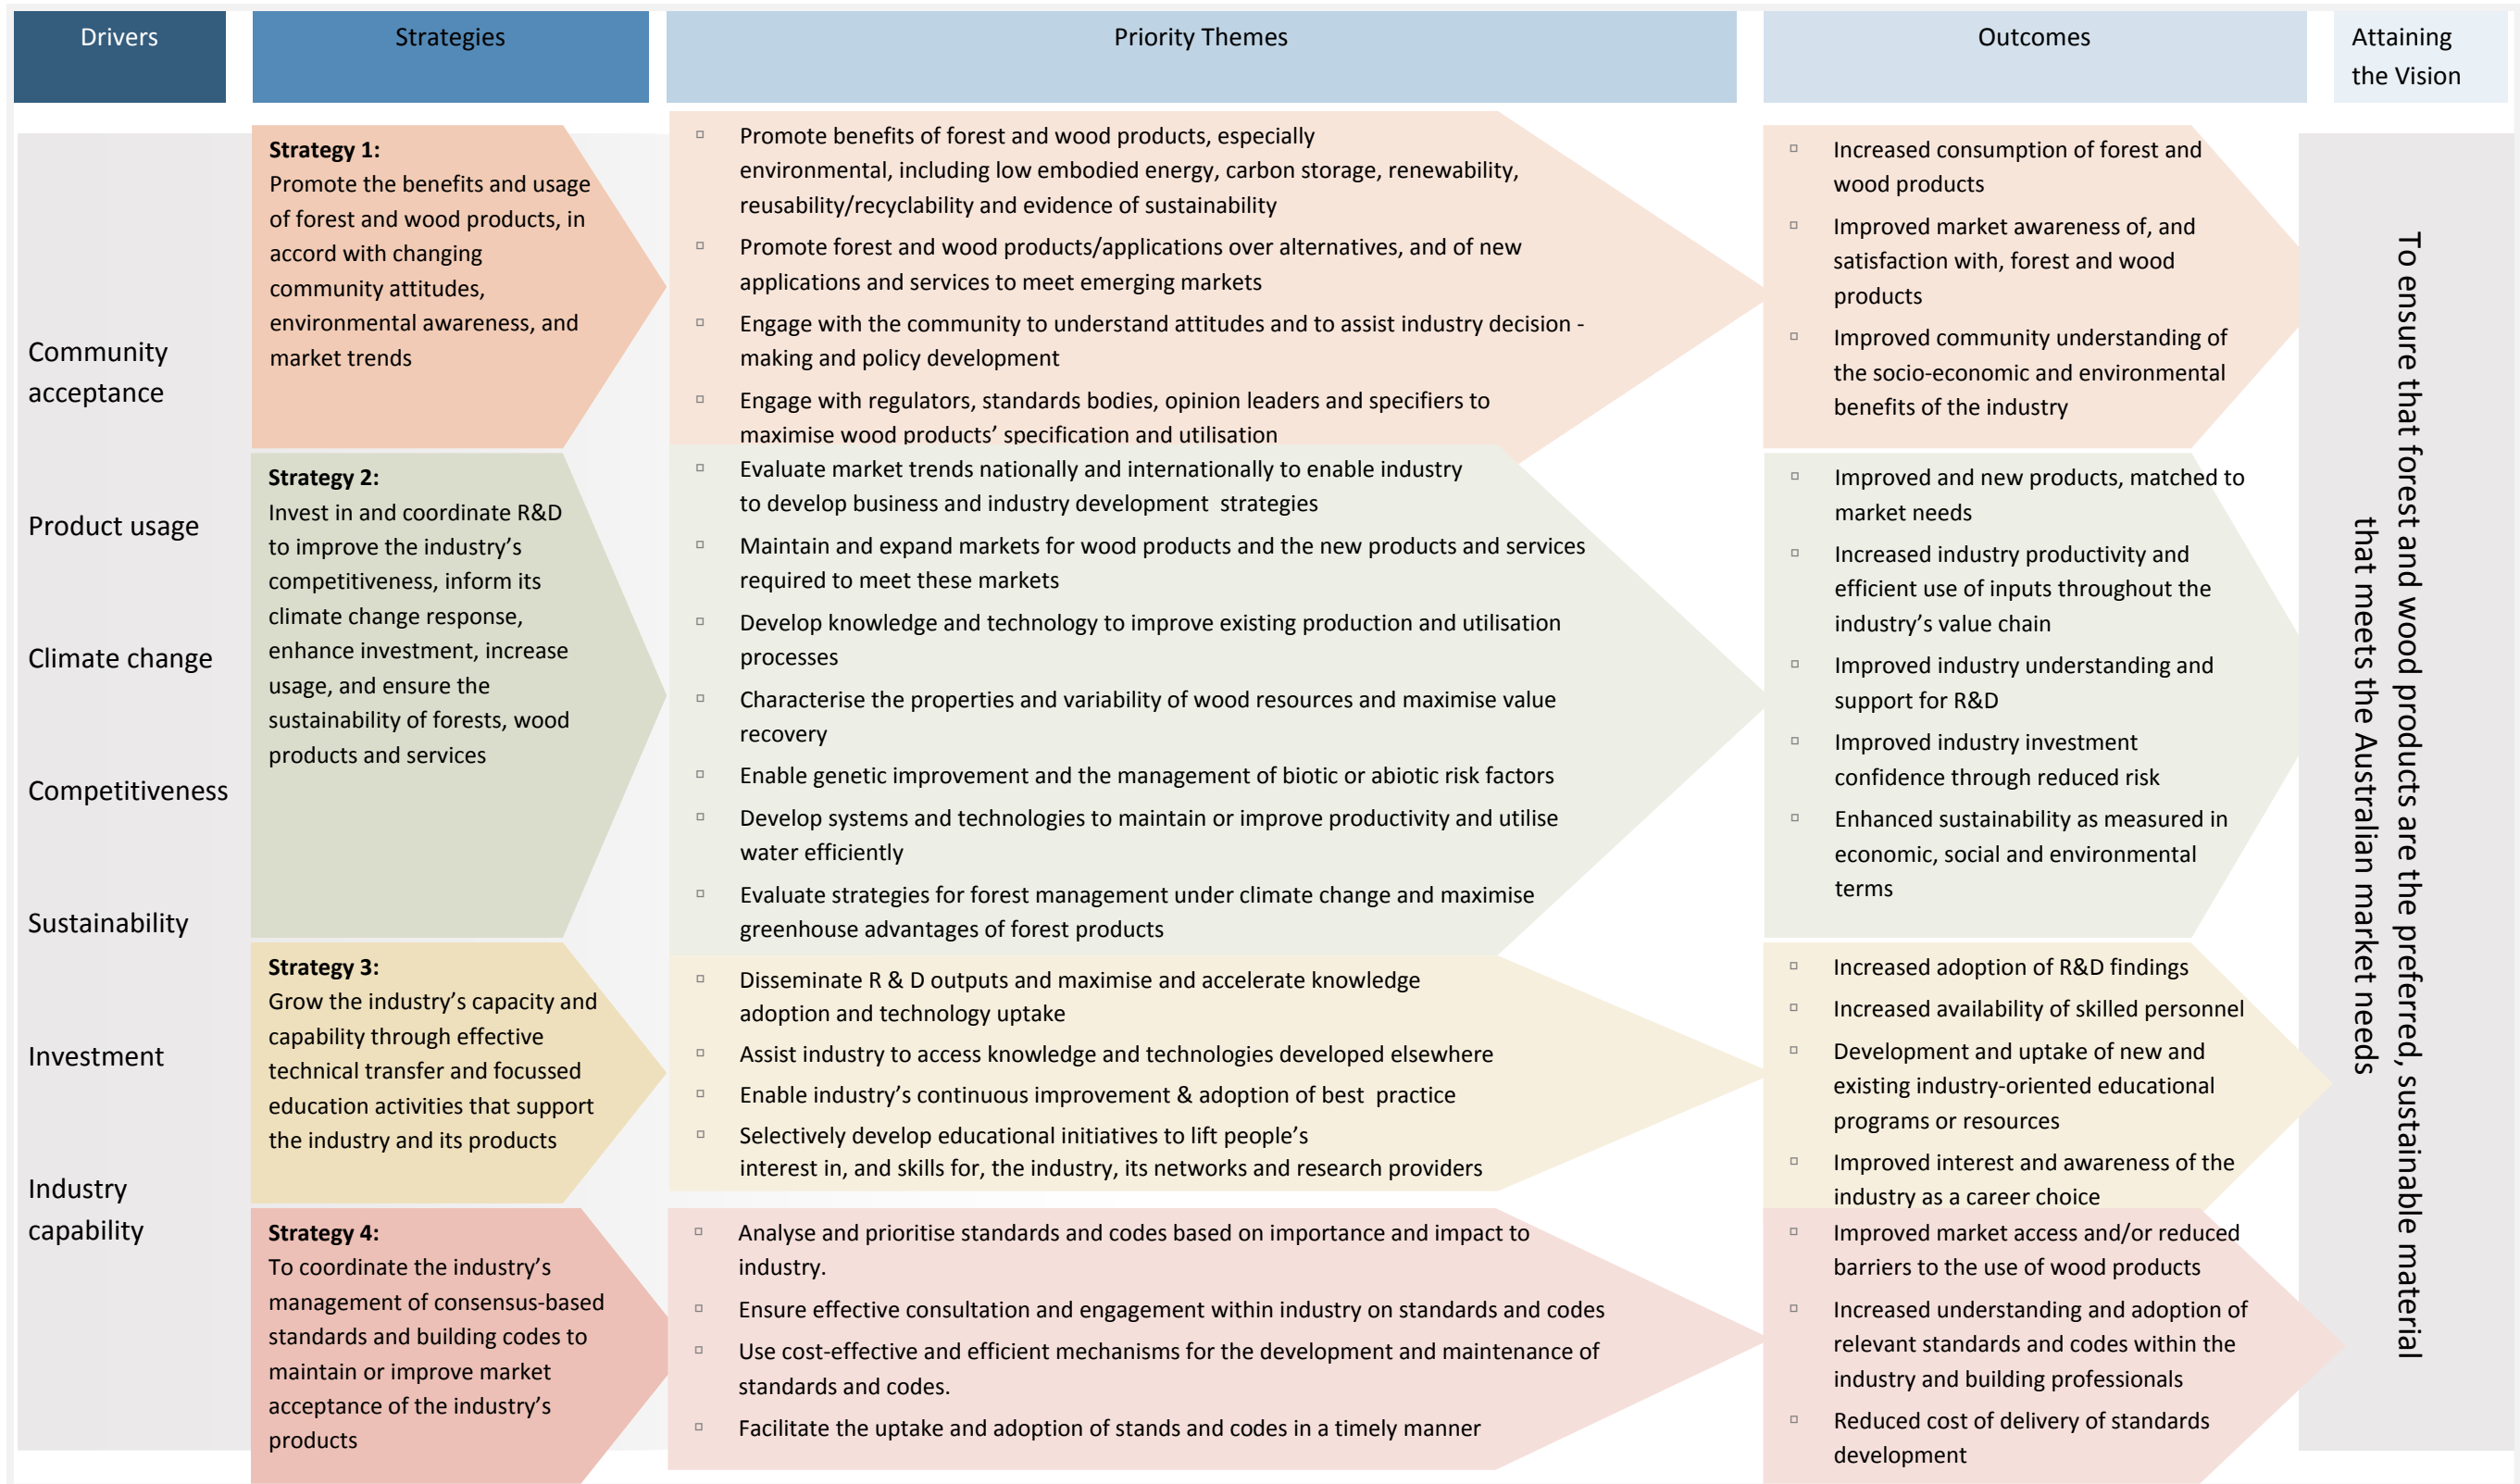 Drivers
Strategies
Priority Themes
Outcomes
Attaining
the Vision
Community
acceptance
Product usage
Climate change
Competitiveness
Sustainability
Investment
Industry
capability
Strategy 1:
Promote the benefits and usage
of forest and wood products, in
accord with changing
community attitudes,
environmental awareness, and
market trends
▫ Promote benefits of forest and wood products, especially
environmental, including low embodied energy, carbon storage, renewability,
reusability/recyclability and evidence of sustainability
▫ Promote forest and wood products/applications over alternatives, and of new
applications and services to meet emerging markets
▫ Engage with the community to understand attitudes and to assist industry decision -
making and policy development
▫ Engage with regulators, standards bodies, opinion leaders and specifiers to
maximise wood products’ specification and utilisation
▫ Increased consumption of forest and
wood products
▫ Improved market awareness of, and
satisfaction with, forest and wood
products
▫ Improved community understanding of
the socio-economic and environmental
benefits of the industry
Strategy 2:
Invest in and coordinate R&D
to improve the industry’s
competitiveness, inform its
climate change response,
enhance investment, increase
usage, and ensure the
sustainability of forests, wood
products and services
▫ Evaluate market trends nationally and internationally to enable industry
to develop business and industry development strategies
▫ Maintain and expand markets for wood products and the new products and services
required to meet these markets
▫ Develop knowledge and technology to improve existing production and utilisation
processes
▫ Characterise the properties and variability of wood resources and maximise value
recovery
▫ Enable genetic improvement and the management of biotic or abiotic risk factors
▫ Develop systems and technologies to maintain or improve productivity and utilise
water efficiently
▫ Evaluate strategies for forest management under climate change and maximise
greenhouse advantages of forest products
▫ Improved and new products, matched to
market needs
▫ Increased industry productivity and
efficient use of inputs throughout the
industry’s value chain
▫ Improved industry understanding and
support for R&D
▫ Improved industry investment
confidence through reduced risk
▫ Enhanced sustainability as measured in
economic, social and environmental
terms
Strategy 3:
Grow the industry’s capacity and
capability through effective
technical transfer and focussed
education activities that support
the industry and its products
▫ Disseminate R & D outputs and maximise and accelerate knowledge
adoption and technology uptake
▫ Assist industry to access knowledge and technologies developed elsewhere
▫ Enable industry’s continuous improvement & adoption of best practice
▫ Selectively develop educational initiatives to lift people’s
interest in, and skills for, the industry, its networks and research providers
▫ Increased adoption of R&D findings
▫ Increased availability of skilled personnel
▫ Development and uptake of new and
existing industry-oriented educational
programs or resources
▫ Improved interest and awareness of the
industry as a career choice
Strategy 4:
To coordinate the industry’s
management of consensus-based
standards and building codes to
maintain or improve market
acceptance of the industry’s
products
▫ Analyse and prioritise standards and codes based on importance and impact to
industry.
▫ Ensure effective consultation and engagement within industry on standards and codes
▫ Use cost-effective and efficient mechanisms for the development and maintenance of
standards and codes.
▫ Facilitate the uptake and adoption of stands and codes in a timely manner
▫ Improved market access and/or reduced
barriers to the use of wood products
▫ Increased understanding and adoption of
relevant standards and codes within the
industry and building professionals
▫ Reduced cost of delivery of standards
development
To ensure that forest and wood products are the preferred, sustainable material
that meets the Australian market needs